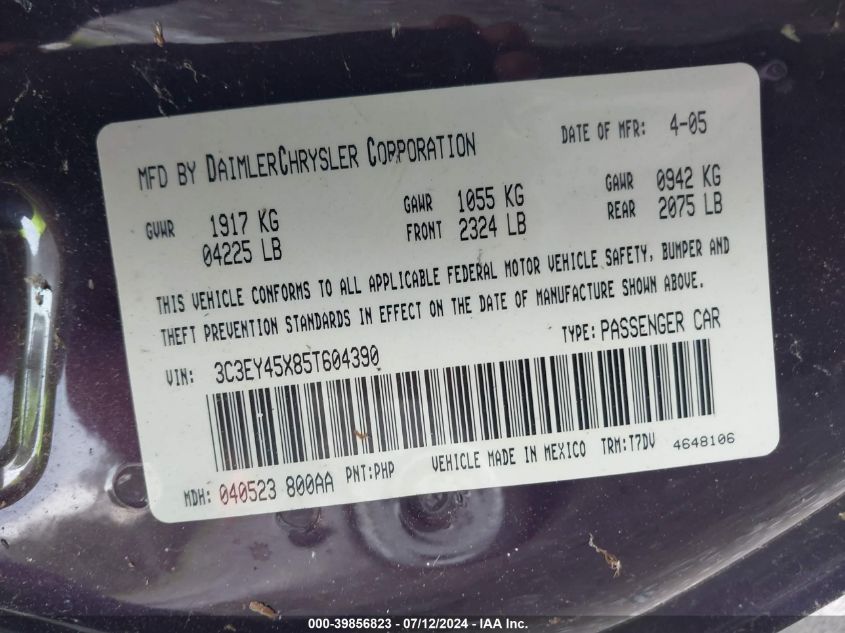 MFD BY DAIMLERCHRYSLER CORPORATION DATE OF MFR: 4-05
GVWR 1917 KG GAWR 1055 KG GAWR 0942 KG
04225 LB FRONT 2324 LB REAR 2075 LB
THIS VEHICLE CONFORMS TO ALL APPLICABLE FEDERAL MOTOR VEHICLE SAFETY, BUMPER AND
THEFT PREVENTION STANDARDS IN EFFECT ON THE DATE OF MANUFACTURE SHOWN ABOVE.
VIN: 3C3EY45X85T604390 TYPE: PASSENGER CAR
MDH: 040523 800AA PNT:PHP VEHICLE MADE IN MEXICO TRM:T7DV 4648106
000-39856823 / 07/12/2024 - IAA Inc.